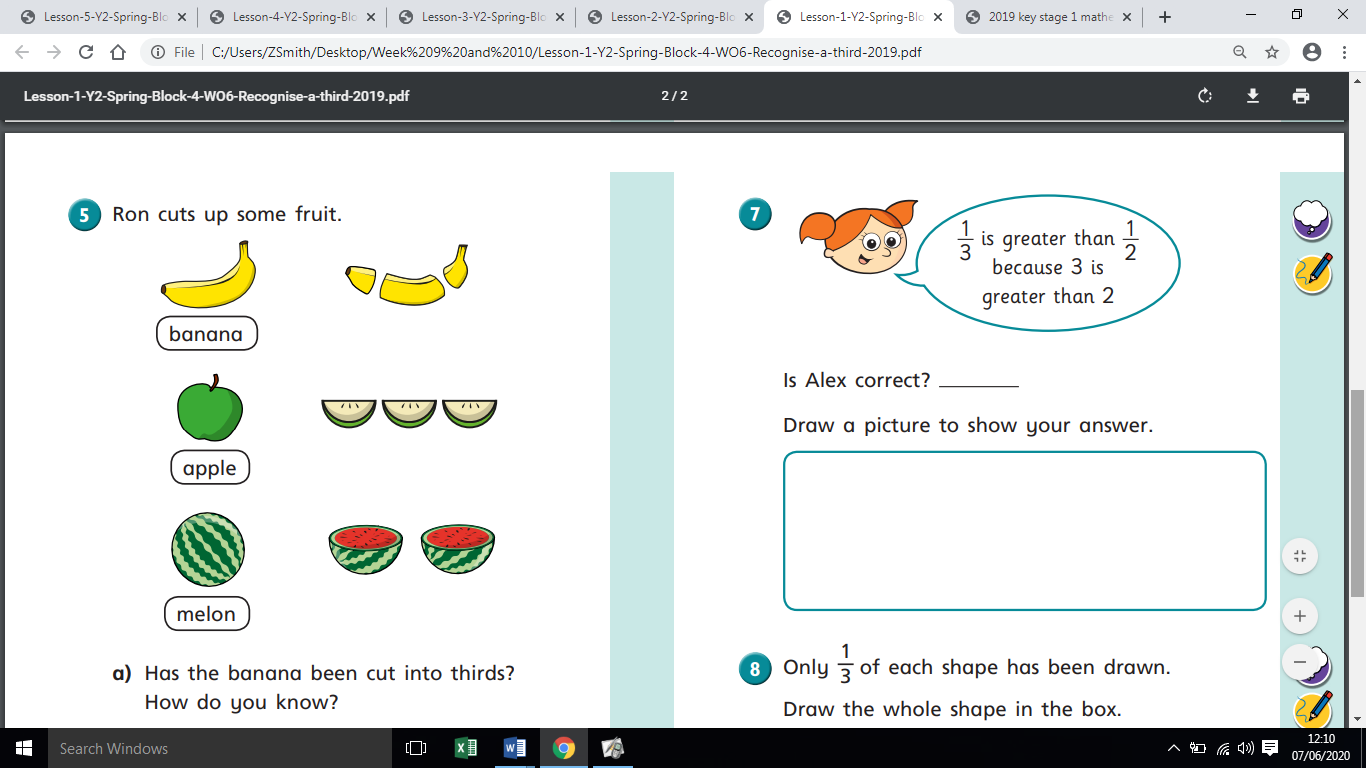 Lesson-5-Y2-Spring-Blo
Lesson-4-Y2-Spring-Blo
Lesson-3-Y2-Spring-Blo
Lesson-2-Y2-Spring-Blo
Lesson-1-Y2-Spring-Blo
2019 key stage 1 mathe
File
C:/Users/ZSmith/Desktop/Week%209%20and%2010/Lesson-1-Y2-Spring-Block-4-WO6-Recognise-a-third-2019.pdf
Lesson-1-Y2-Spring-Block-4-WO6-Recognise-a-third-2019.pdf
2 / 2
5 Ron cuts up some fruit.
banana
apple
melon
a) Has the banana been cut into thirds?
How do you know?
7
1/3 is greater than 1/2
because 3 is
greater than 2
Is Alex correct?
Draw a picture to show your answer.
8 Only 1/3 of each shape has been drawn.
Draw the whole shape in the box.
Search Windows
12:10
07/06/2020